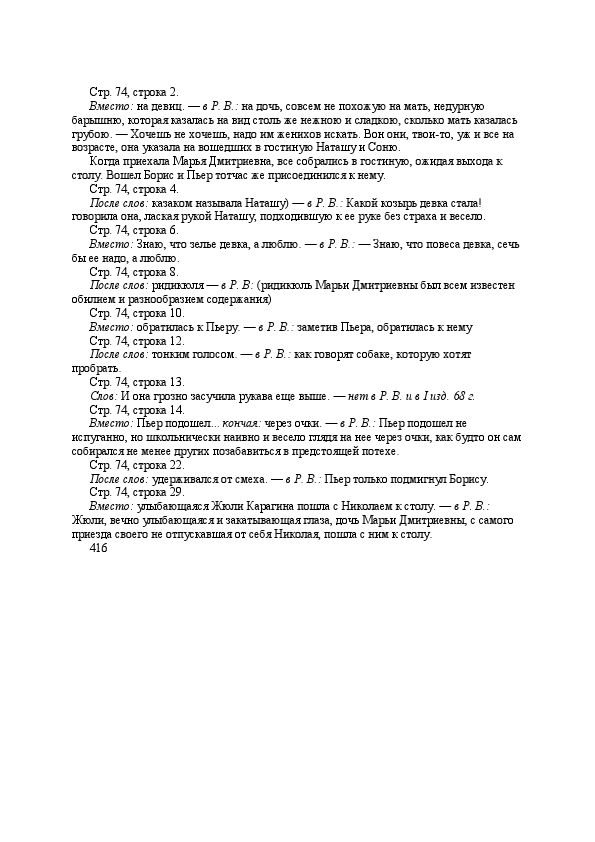 Стр. 74, строка 2.
Вместо: на девиц. — в Р. В.: на дочь, совсем не похожую на мать, недурную
барышню, которая казалась на вид столь же нежною и сладкою, сколько мать казалась
грубою. — Хочешь не хочешь, надо им женихов искать. Вон они, твои-то, уж и все на
возрасте, она указала на вошедших в гостиную Наташу и Соню.
Когда приехала Марья Дмитриевна, все собрались в гостиную, ожидая выхода к
столу. Вошел Борис и Пьер тотчас же присоединился к нему.
Стр. 74, строка 4.
После слов: казаком называла Наташу) — в Р. В.: Какой козырь девка стала!
говорила она, лаская рукой Наташу, подходившую к ее руке без страха и весело.
Стр. 74, строка 6.
Вместо: Знаю, что зелье девка, а люблю. — в Р. В.: — Знаю, что повеса девка, сечь
бы ее надо, а люблю.
Стр. 74, строка 8.
После слов: ридикюля — в Р. В: (ридикюль Марьи Дмитриевны был всем известен
обилием и разнообразием содержания)
Стр. 74, строка 10.
Вместо: обратилась к Пьеру. — в Р. В.: заметив Пьера, обратилась к нему
Стр. 74, строка 12.
После слов: тонким голосом. — в Р. В.: как говорят собаке, которую хотят
пробрать.
Стр. 74, строка 13.
Слов: И она грозно засучила рукава еще выше. — нет в Р. В. и в I изд. 68 г.
Стр. 74, строка 14.
Вместо: Пьер подошел... кончая: через очки. — в Р. В.: Пьер подошел не
испуганно, но школьнически наивно и весело глядя на нее через очки, как будто он сам
собирался не менее других позабавиться в предстоящей потехе.
Стр. 74, строка 22.
После слов: удерживался от смеха. — в Р. В.: Пьер только подмигнул Борису.
Стр. 74, строка 29.
Вместо: улыбающаяся Жюли Карагина пошла с Николаем к столу. — в Р. В.:
Жюли, вечно улыбающаяся и закатывающая глаза, дочь Марьи Дмитриевны, с самого
приезда своего не отпускавшая от себя Николая, пошла с ним к столу.
416